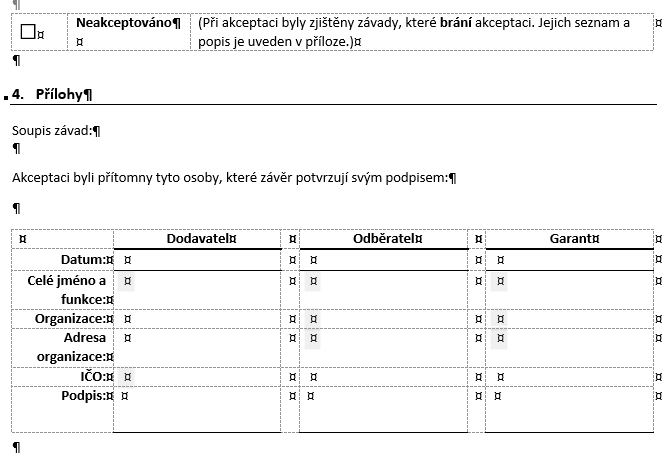 Neakceptováno
(Při akceptaci byly zjištěny závady, které brání akceptaci. Jejich seznam a
popis je uveden v příloze.)
4. Přílohy
Soupis závad:
Akceptaci byli přítomny tyto osoby, které závěr potvrzují svým podpisem:
Dodavatel Odběratel Garant
Datum:
Celé jméno a
funkce:
Organizace:
Adresa
organizace:
IČO:
Podpis: